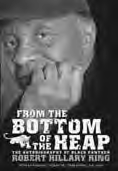 FROM THE
BOTTOM
OF THE HEAP
THE AUTOBIOGRAPHY OF BLACK PANTHER
ROBERT HILLARY KING